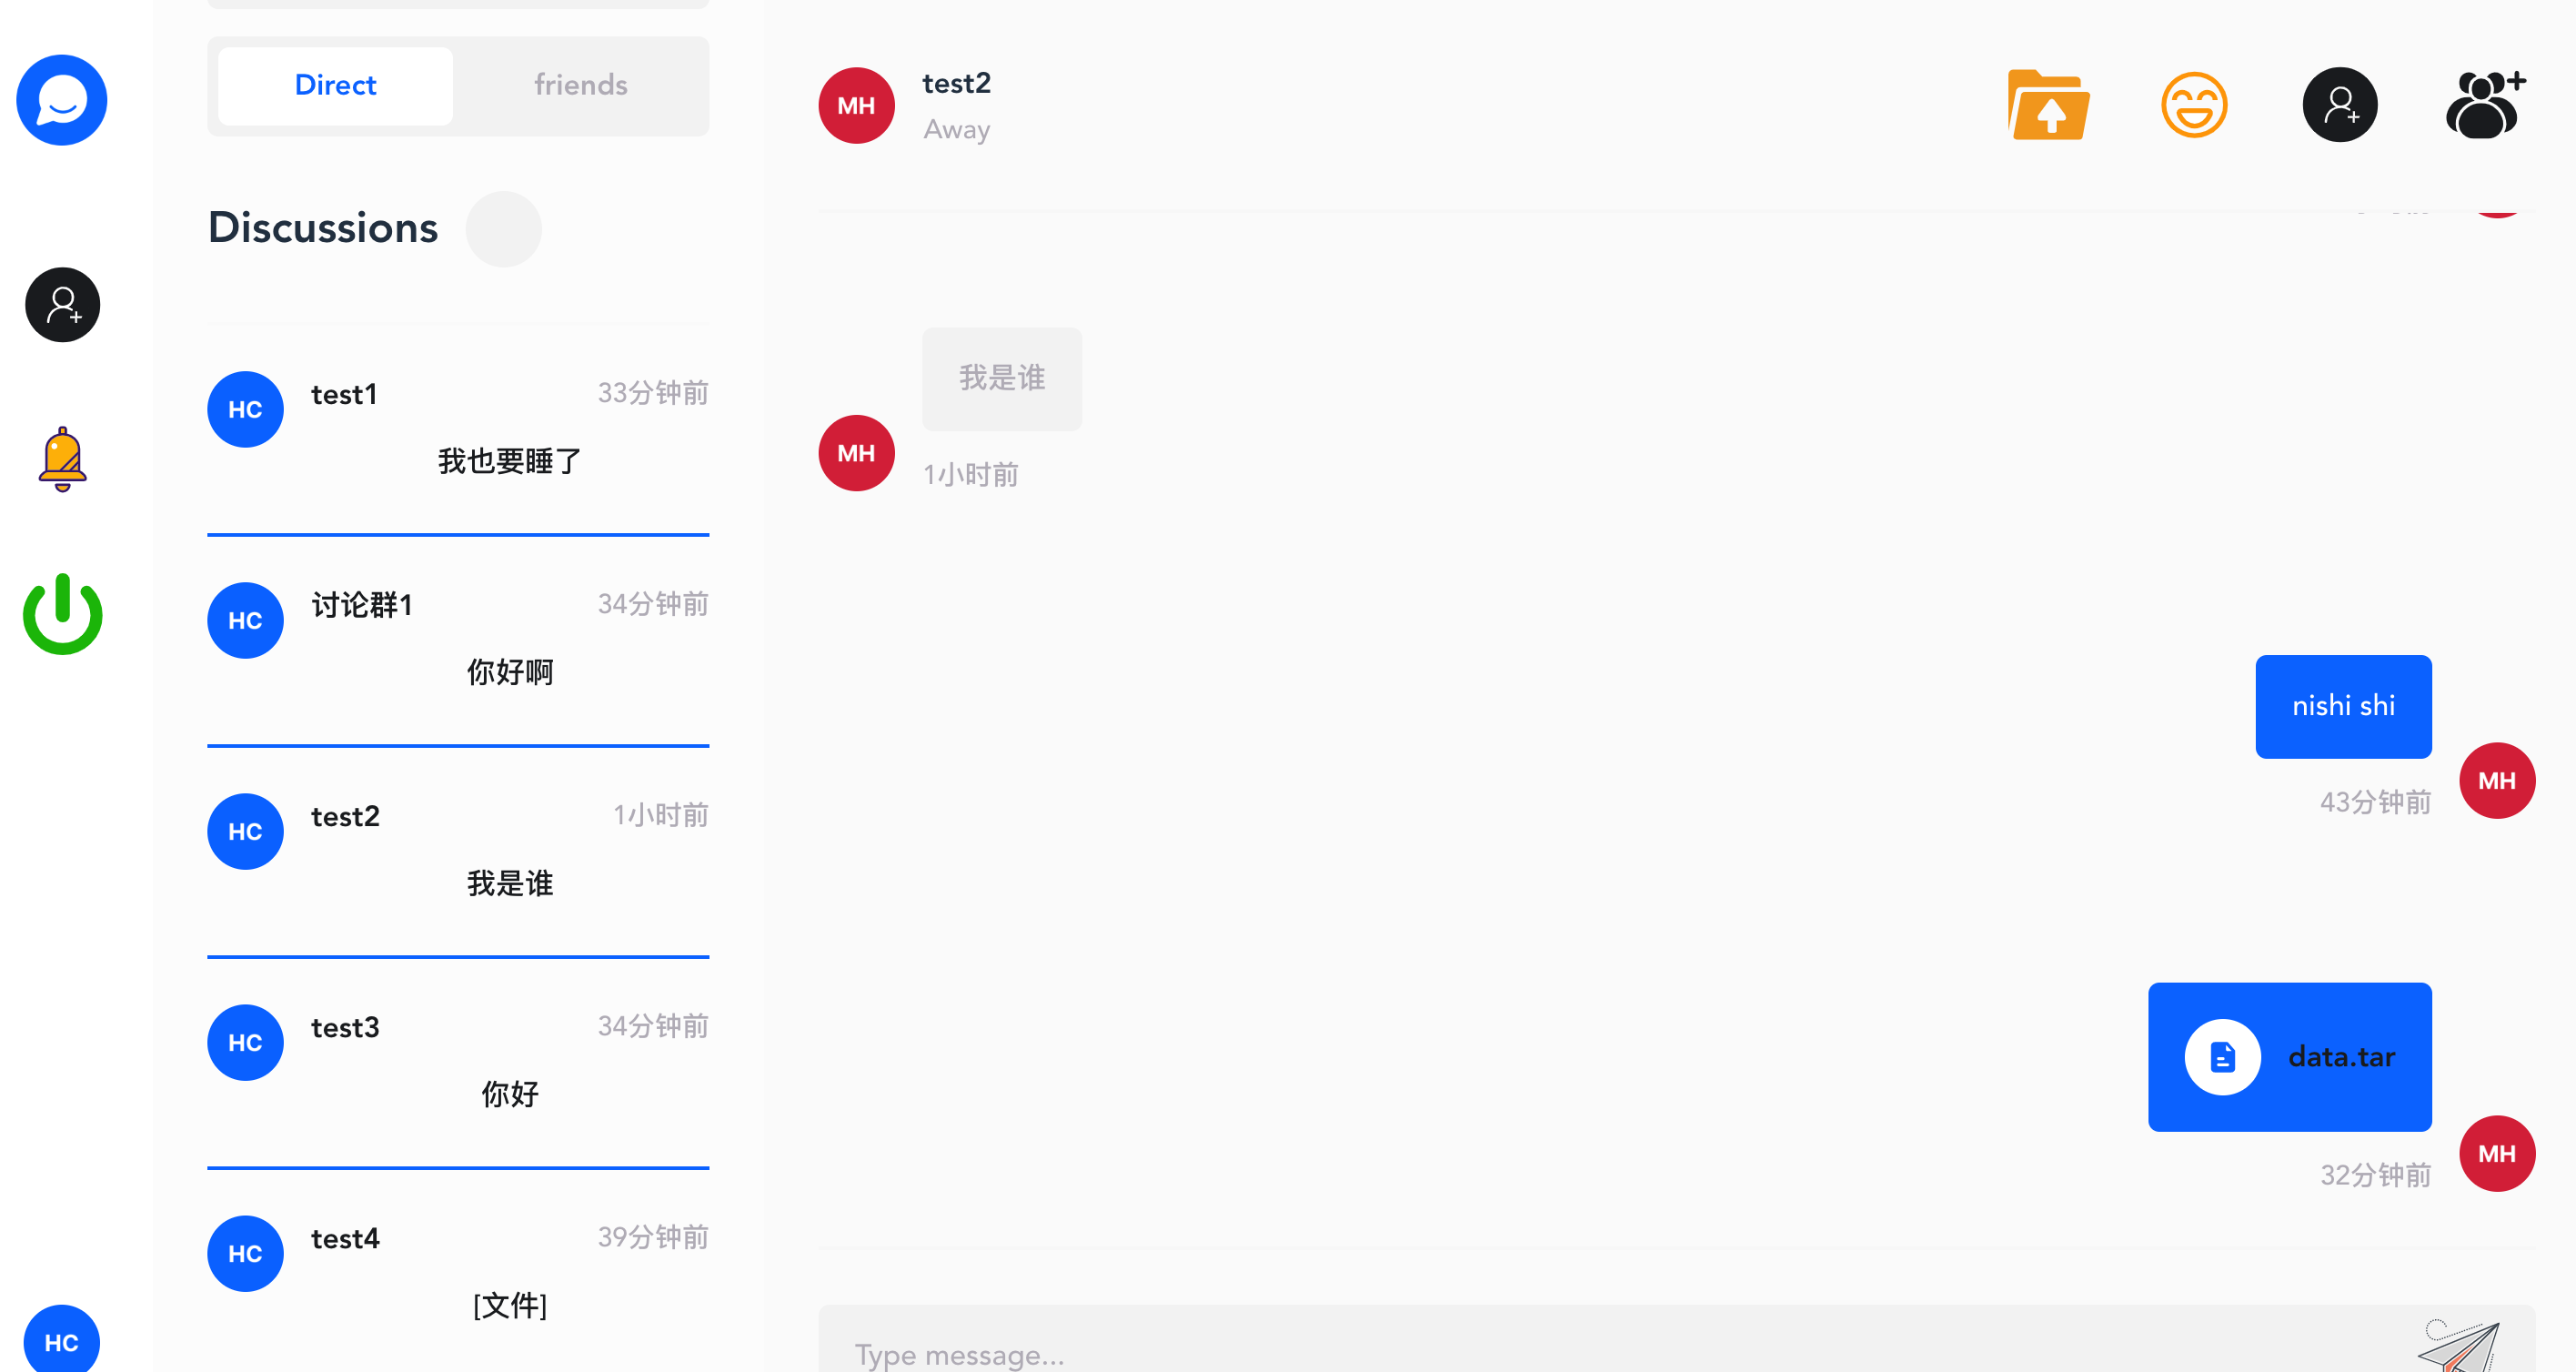 Direct
friends
Discussions
HC
test1
33分钟前
我也要睡了
HC
讨论群1
34分钟前
你好啊
HC
test2
1小时前
我是谁
HC
test3
34分钟前
你好
HC
test4
39分钟前
[文件]
HC
MH
test2
Away
我是谁
MH
1小时前
nishi shi
43分钟前
MH
data.tar
32分钟前
MH
Type message...